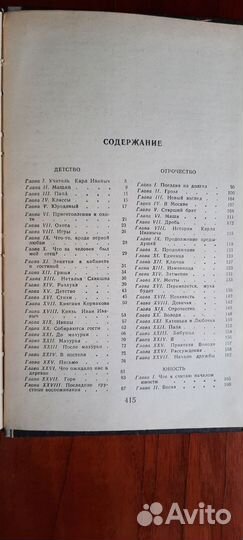 СОДЕРЖАНИЕ
ДЕТСТВО
Глава I. Учитель Карл Иваныч
Глава II. Maman
Глава III. Папа
Глава IV. Классы
Глава V. Юродивый
Глава VI. Приготовления к охоте
Глава VII. Охота
Глава VIII. Игры
Глава IX. Что-то вроде первой любви
Глава X. Что за человек был мой отец?
Глава XI. Занятия в кабинете и гостиной
Глава XII. Гриша
Глава XIII. Наталья Савишна
Глава XIV. Разлука
Глава XV. Детство
Глава XVI. Стихи
Глава XVII. Княгиня Корнакова
Глава XVIII. Князь Иван Иваныч
Глава XIX. Ивины
Глава XX. Собираются гости
Глава XXI. До мазурки
Глава XXII. Мазурка
Глава XXIII. После мазурки
Глава XXIV. В постели
Глава XXV. Письмо
Глава XXVI. Что ожидало нас в деревне
Глава XXVII. Горе
Глава XXVIII. Последние грустные воспоминания
ОТРОЧЕСТВО
Глава I. Поездка на долгих
Глава II. Гроза
Глава III. Новый взгляд
Глава IV. В Москве
Глава V. Старший брат
Глава VI. Маша
Глава VII. Дробь
Глава VIII. История Карла Иваныча
Глава IX. Продолжение предыдущей
Глава X. Продолжение
Глава XI. Единица
Глава XII. Ключик
Глава XIII. Изменница
Глава XIV. Затмение
Глава XV. Мечты
Глава XVI. Перемелется, мука будет
Глава XVII. Ненависть
Глава XVIII. Девичья
Глава XIX. Отрочество
Глава XX. Володя
Глава XXI. Катенька и Любочка
Глава XXII. Папа
Глава XXIII. Бабушка
Глава XXIV. Я
Глава XXV. Приятели Володи
Глава XXVI. Рассуждения
Глава XXVII. Начало дружбы
ЮНОСТЬ
Глава I. Что я считаю началом юности
Глава II. Весна
415
Avito